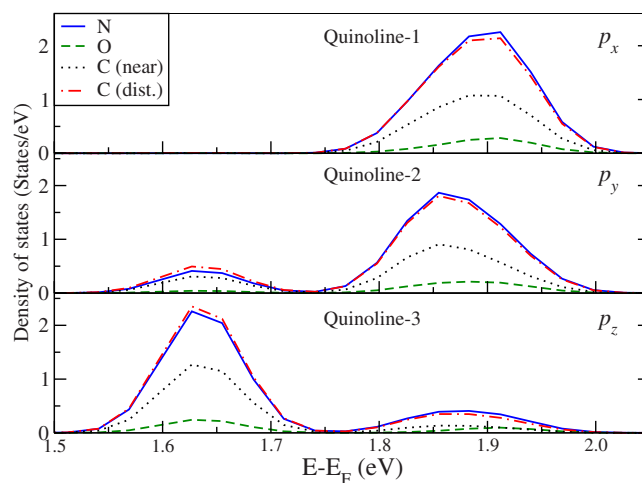 N
O
C (near)
C (dist.)
Quinoline-1
p_x
Quinoline-2
p_y
Quinoline-3
p_z
Density of states (States/eV)
2
1
0
2
1
0
2
1
0
1.5 1.6 1.7 1.8 1.9 2.0
E-E_F (eV)